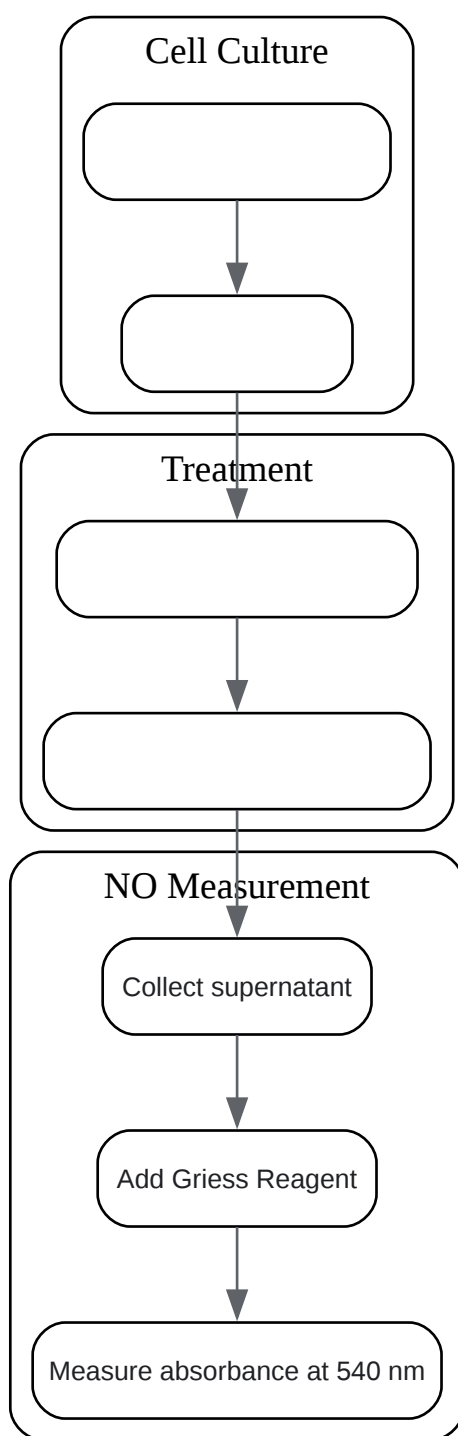 Cell Culture
Treatment
NO Measurement
Collect supernatant
Add Griess Reagent
Measure absorbance at 540 nm